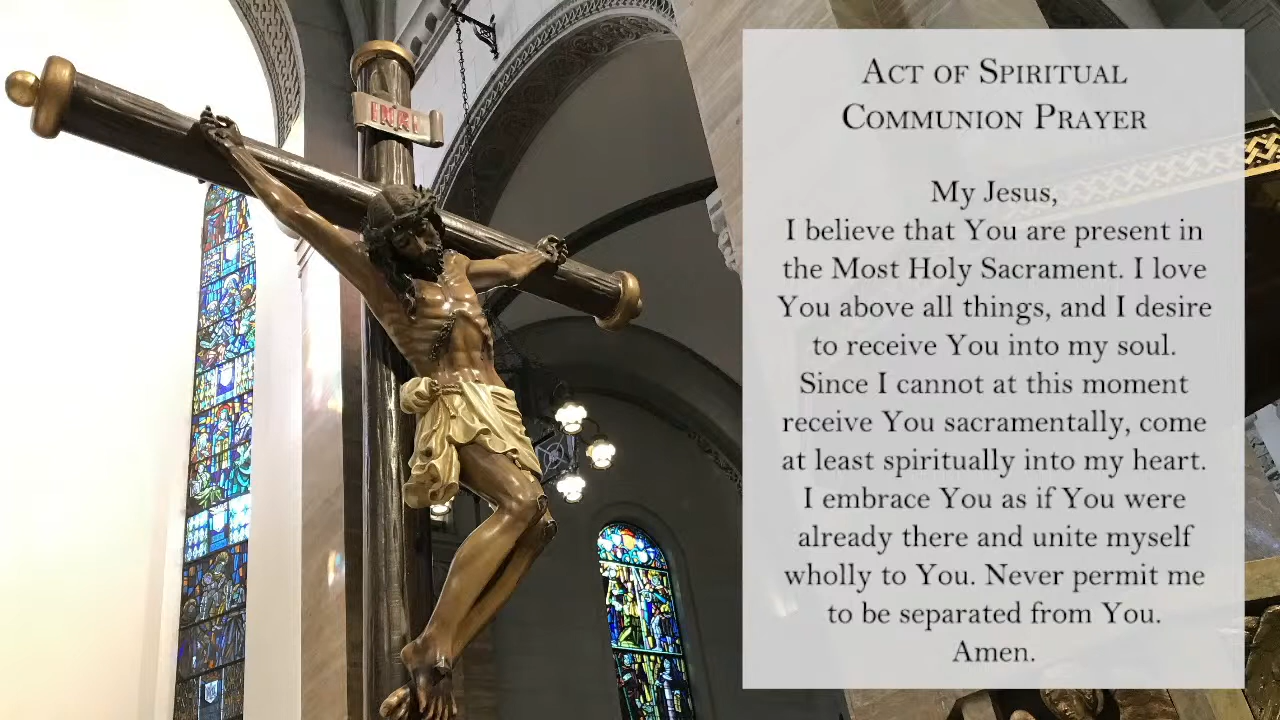 INRI
ACT OF SPIRITUAL
COMMUNION PRAYER
My Jesus,
I believe that You are present in
the Most Holy Sacrament. I love
You above all things, and I desire
to receive You into my soul.
Since I cannot at this moment
receive You sacramentally, come
at least spiritually into my heart.
I embrace You as if You were
already there and unite myself
wholly to You. Never permit me
to be separated from You.
Amen.